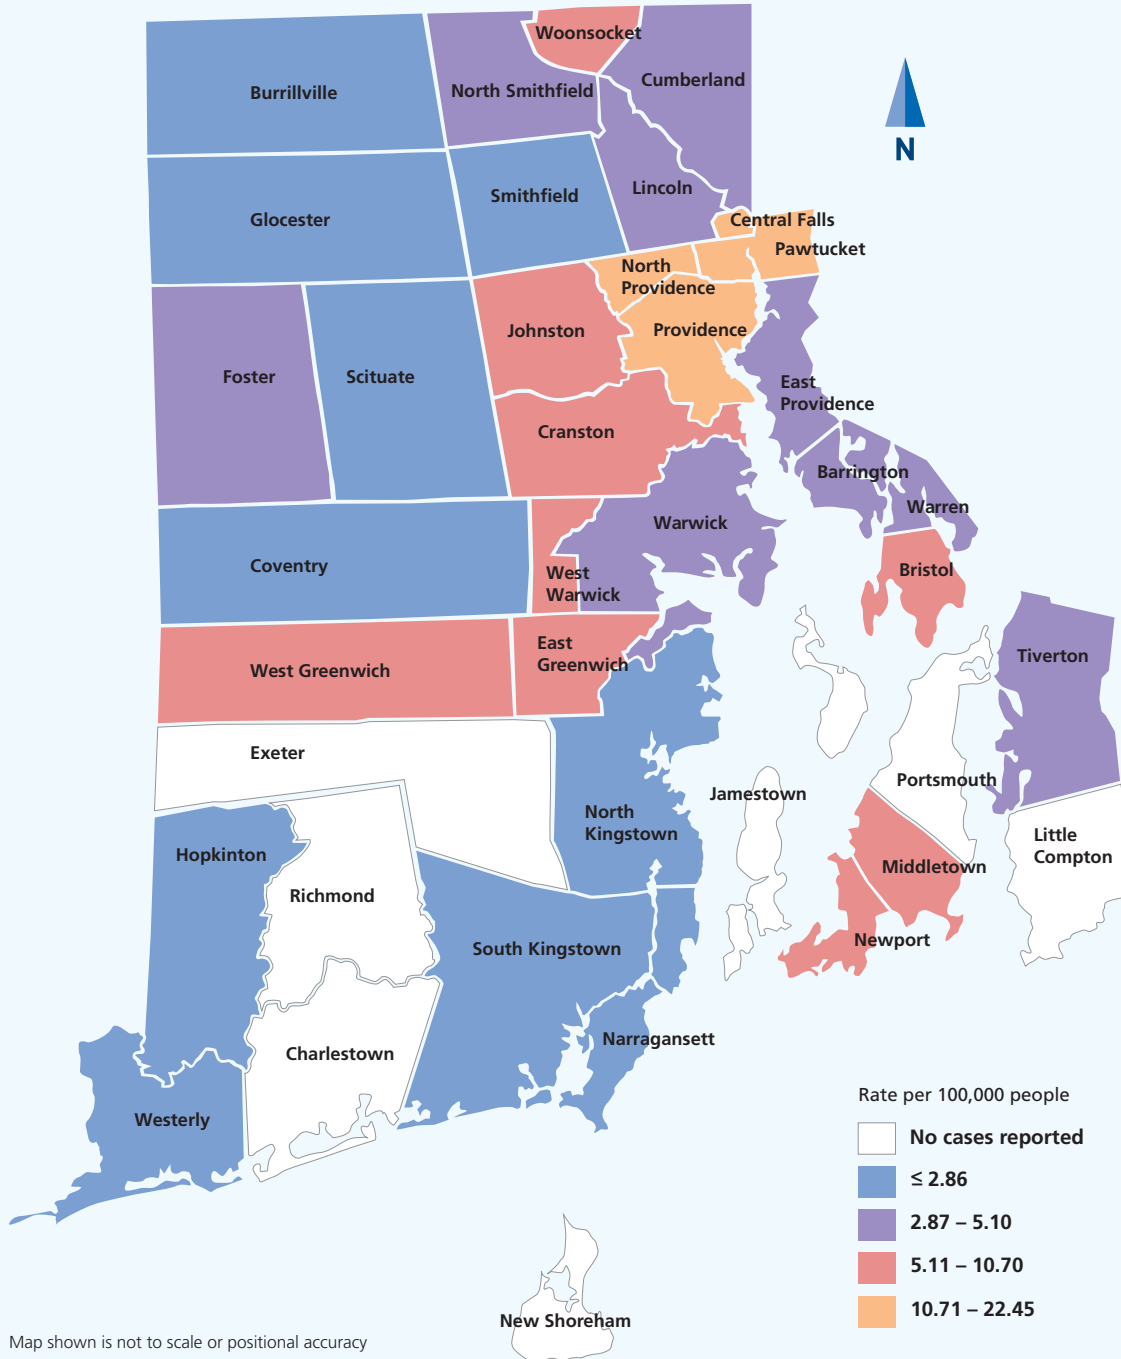 Woonsocket
Cumberland
North Smithfield
Burrillville
N
Lincoln
Smithfield
Glocester
Central Falls
Pawtucket
North
Providence
Providence
Johnston
Foster
Scituate
East
Providence
Cranston
Barrington
Warren
Warwick
Coventry
West
Warwick
Bristol
East
Greenwich
West Greenwich
Tiverton
Exeter
Portsmouth
Jamestown
North
Kingstown
Little
Compton
Hopkinton
Middletown
Richmond
Newport
South Kingstown
Narragansett
Charlestown
Westerly
Rate per 100,000 people
No cases reported
≤ 2.86
2.87 – 5.10
5.11 – 10.70
10.71 – 22.45
New Shoreham
Map shown is not to scale or positional accuracy